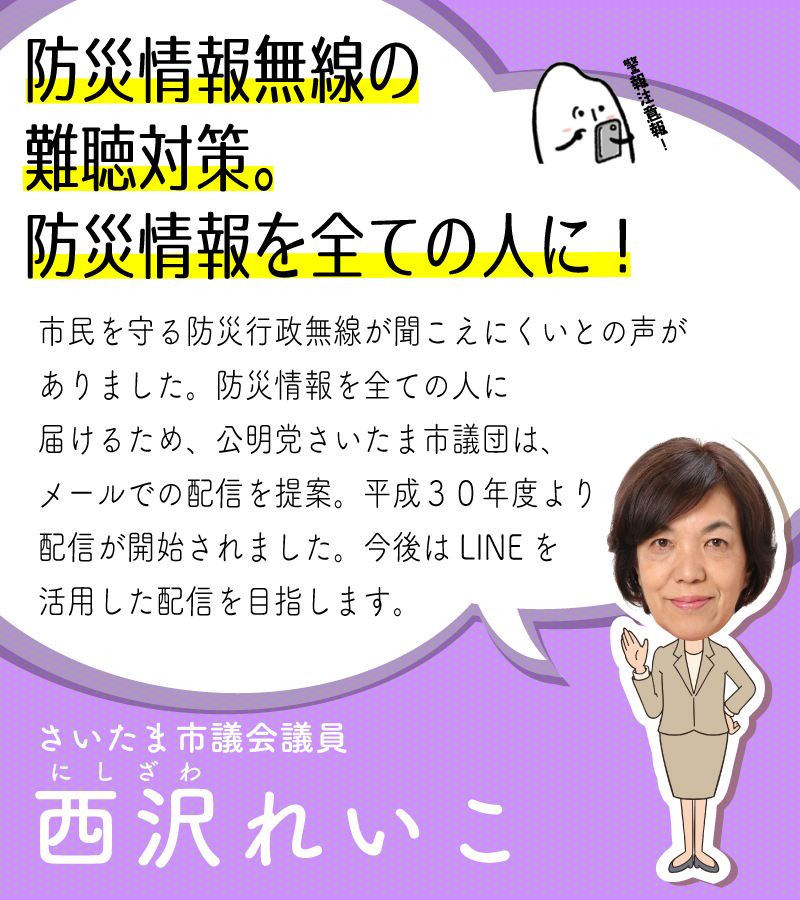 防災情報無線の
難聴対策。
防災情報を全ての人に！
警報注意報！
市民を守る防災行政無線が聞こえにくいとの声が
ありました。防災情報を全ての人に
届けるため、公明党さいたま市議団は、
メールでの配信を提案。平成３０年度より
配信が開始されました。今後はLINEを
活用した配信を目指します。
さいたま市議会議員
にしざわ
西沢れいこ